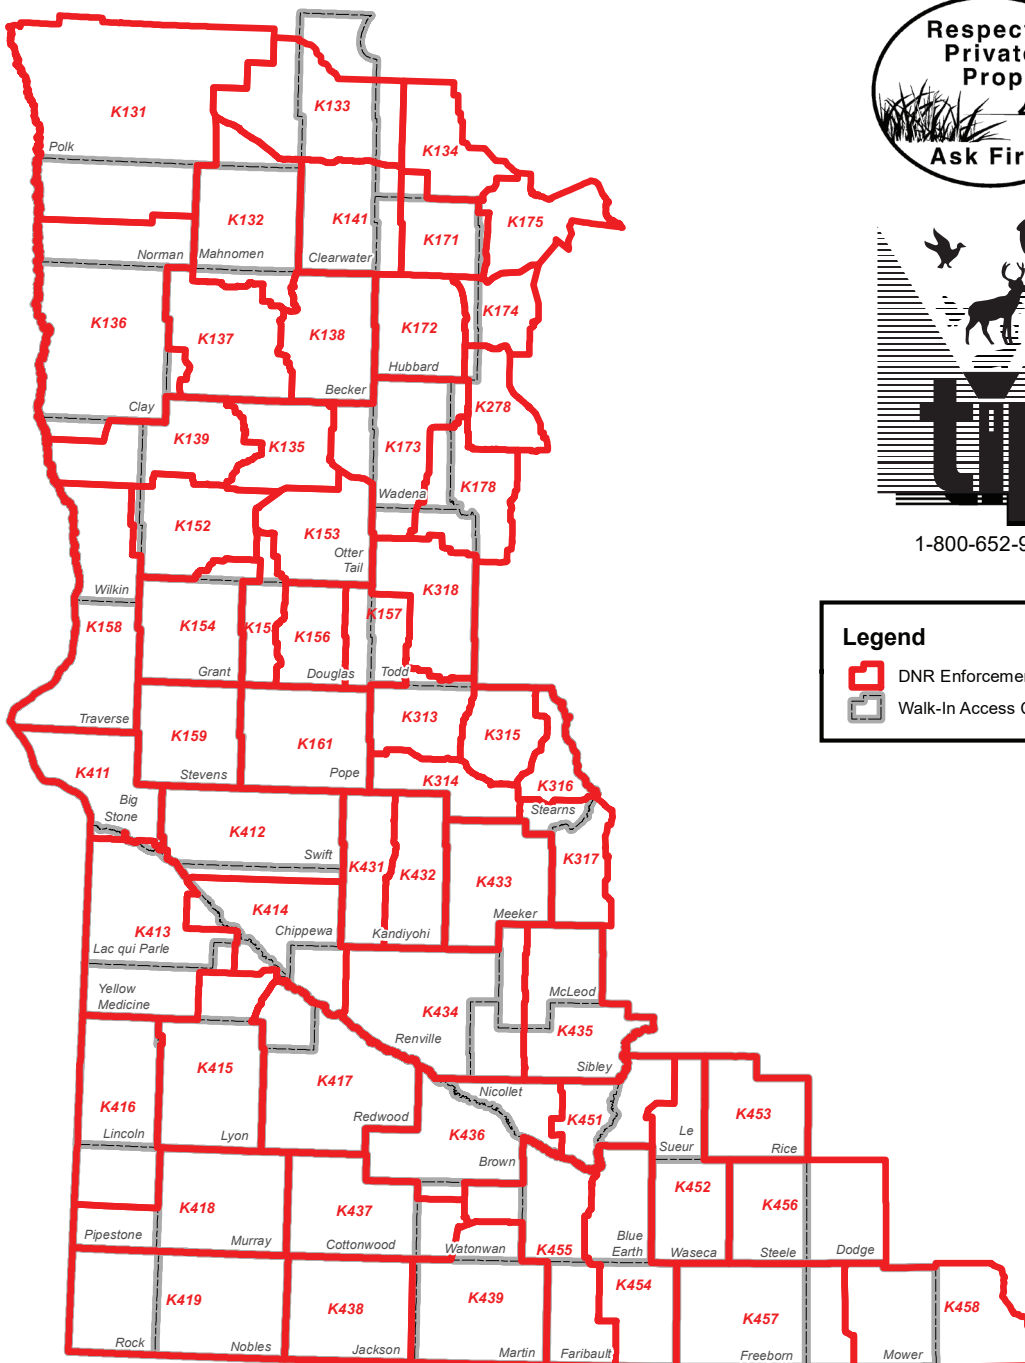 Respec
Privat
Prop
Ask Fir
K131
K133
K134
Polk
K132
K141
K171
K175
Norman
Mahnomen
Clearwater
K136
K137
K138
K172
K174
Hubbard
Clay
Becker
K278
K139
K135
K173
K178
Wadena
K152
K153
Otter
Tail
1-800-652-9
Wilkin
K158
K154
K15
K156
K157
K318
Grant
Douglas
Todd
Legend
DNR Enforceme
Walk-In Access
Traverse
K159
K161
K313
K315
Stevens
Pope
K314
K316
Stearns
K411
Big
Stone
K412
Swift
K431
K432
K433
K317
K414
Meeker
K413
Chippewa
Kandiyohi
Lac qui Parle
Yellow
Medicine
K434
McLeod
K435
Renville
Sibley
K415
K417
Nicollet
K416
Redwood
K451
K436
Le
Sueur
K453
Rice
Lincoln
Lyon
Brown
K452
K456
K418
K437
Pipestone
Murray
Cottonwood
Watonwan
K455
Blue
Earth
Waseca
Steele
Dodge
K419
K438
K439
K454
K457
K458
Rock
Nobles
Jackson
Martin
Faribault
Freeborn
Mower